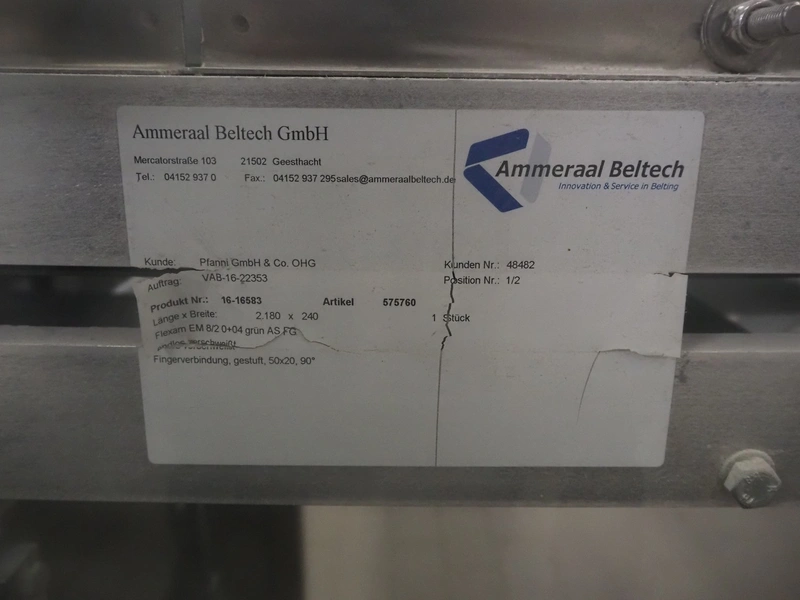 Ammeraal Beltech GmbH
Mercatorstraße 103 21502 Geesthacht
Tel.: 04152 937 0 Fax.: 04152 937 295sales@ammeraalbeltech.de
Ammeraal Beltech
Innovation & Service in Belting
Kunde: Pfanni GmbH & Co. OHG Kunden Nr.: 48482
Auftrag: VAB-16-22353 Position Nr.: 1/2
Produkt Nr.: 16-16583 Artikel 575760
Länge x Breite: 2.180 x 240 1 Stück
Flexam EM 8/2 0+04 grün AS FG
endlos verschweißt
Fingerverbindung, gestuft, 50x20, 90°